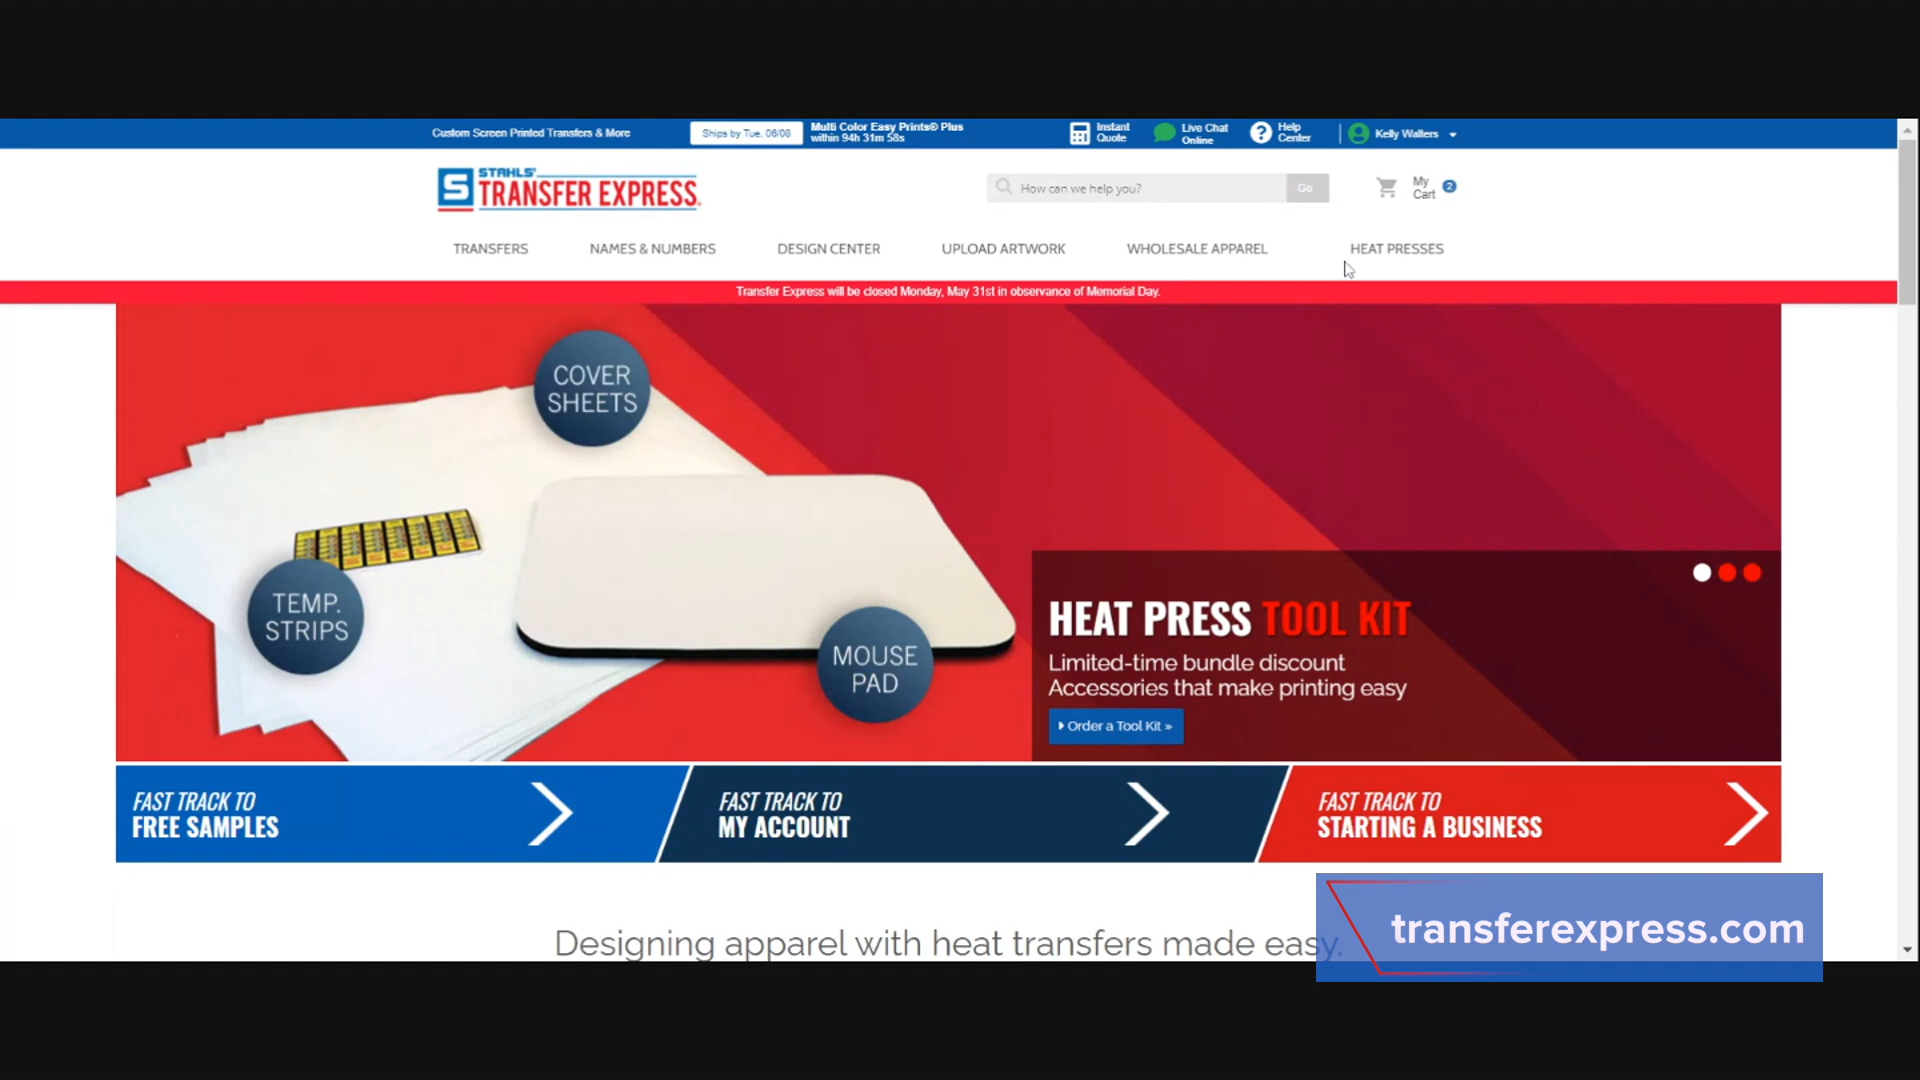 Custom Screen Printed Transfers & More
Ships by Tue, 06/08
Multi Color Easy Prints® Plus
within 94h 31m 58s
Instant
Quote
Live Chat
Online
Help
Center
Kelly Walters
STAHLS'
TRANSFER EXPRESS
How can we help you?
Go
My
Cart
2
TRANSFERS
NAMES & NUMBERS
DESIGN CENTER
UPLOAD ARTWORK
WHOLESALE APPAREL
HEAT PRESSES
Transfer Express will be closed Monday, May 31st in observance of Memorial Day.
COVER
SHEETS
TEMP.
STRIPS
MOUSE
PAD
HEAT PRESS TOOL KIT
Limited-time bundle discount
Accessories that make printing easy
Order a Tool Kit »
FAST TRACK TO
FREE SAMPLES
FAST TRACK TO
MY ACCOUNT
FAST TRACK TO
STARTING A BUSINESS
Designing apparel with heat transfers made easy.
transferexpress.com